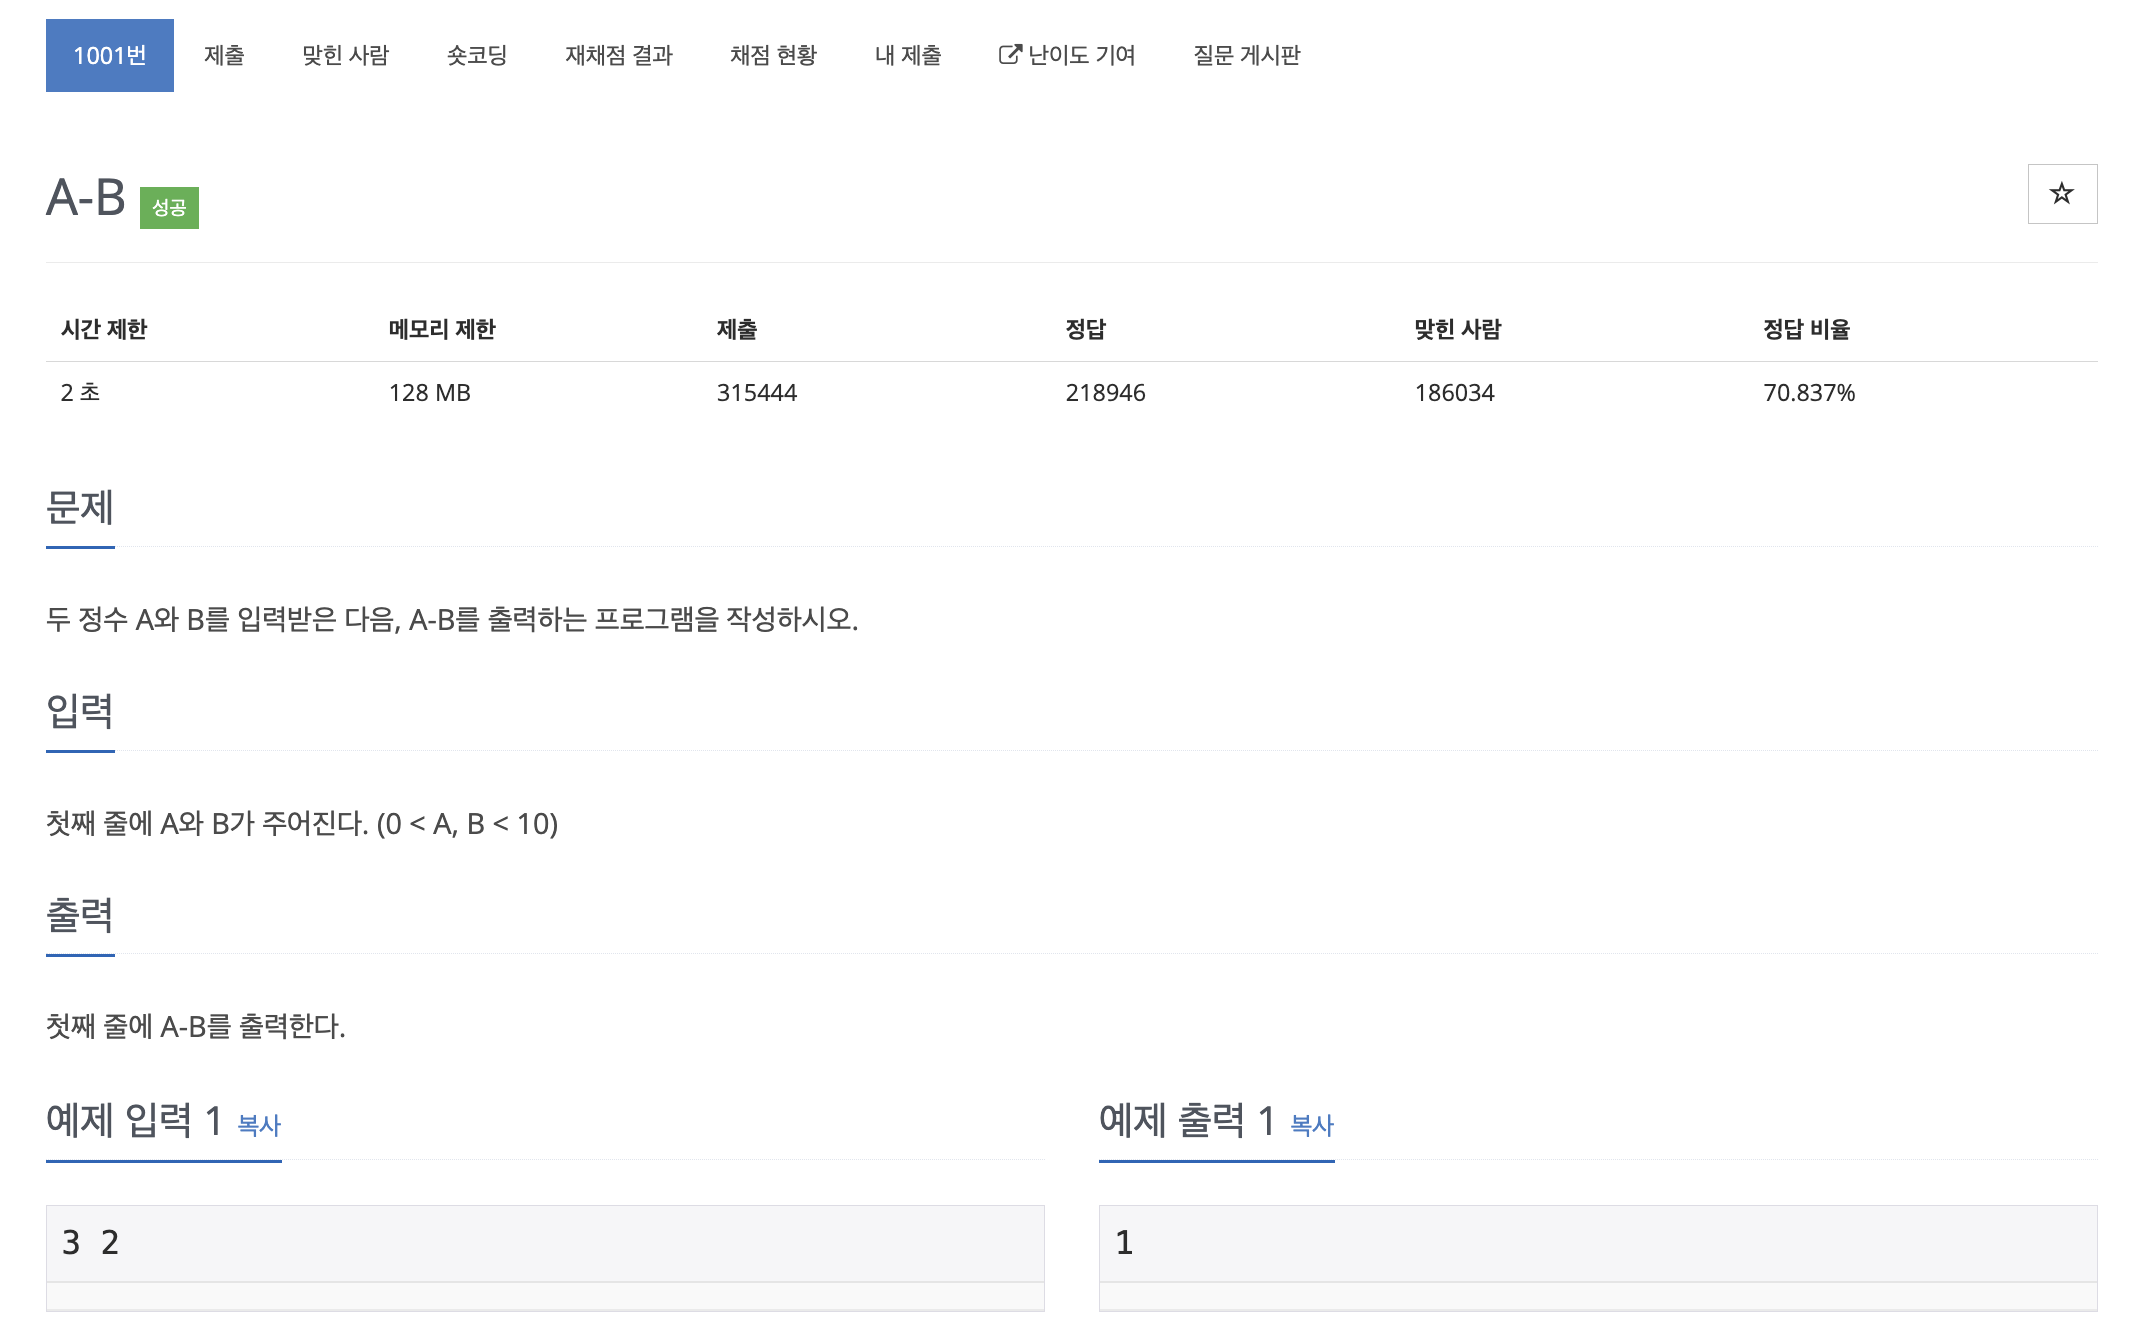 1001번 제출 맞힌 사람 숏코딩 재채점 결과 채점 현황 내 제출 난이도 기여 질문 게시판
A-B 성공
시간 제한 메모리 제한 제출 정답 맞힌 사람 정답 비율
2 초 128 MB 315444 218946 186034 70.837%
문제
두 정수 A와 B를 입력받은 다음, A-B를 출력하는 프로그램을 작성하시오.
입력
첫째 줄에 A와 B가 주어진다. (0 < A, B < 10)
출력
첫째 줄에 A-B를 출력한다.
예제 입력 1 복사
3 2
예제 출력 1 복사
1